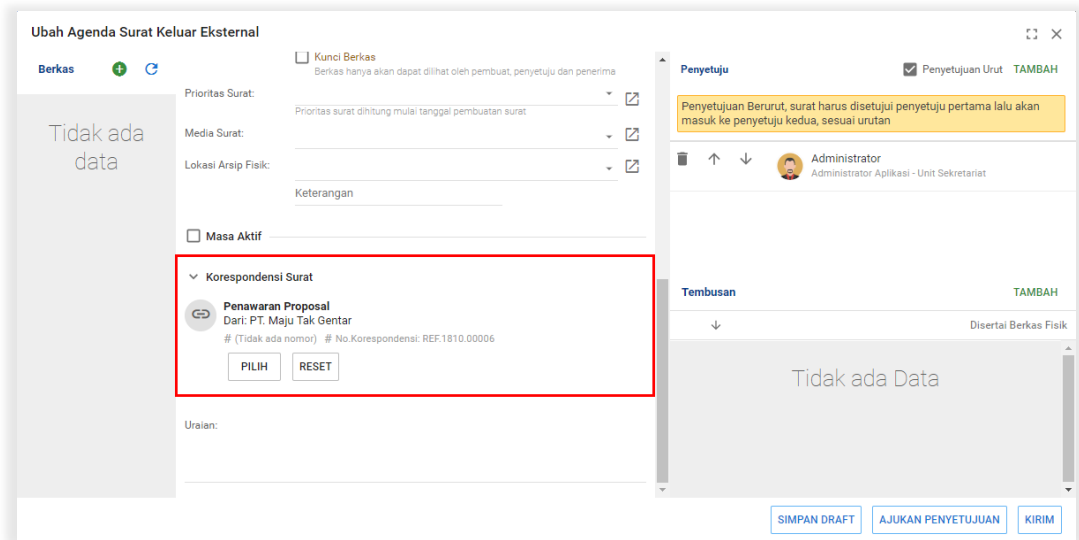 Ubah Agenda Surat Keluar Eksternal
Berkas
Tidak ada
data
Kunci Berkas
Berkas hanya akan dapat dilihat oleh pembuat, penyetuju dan penerima
Prioritas Surat:
Prioritas surat dihitung mulai tanggal pembuatan surat
Media Surat:
Lokasi Arsip Fisik:
Keterangan
Masa Aktif
Korespondensi Surat
Penawaran Proposal
Dari: PT. Maju Tak Gentar
# (Tidak ada nomor) # No.Korespondensi: REF.1810.00006
PILIH RESET
Uraian:
Penyetuju Penyetujuan Urut TAMBAH
Penyetujuan Berurut, surat harus disetujui penyetuju pertama lalu akan
masuk ke penyetuju kedua, sesuai urutan
Administrator
Administrator Aplikasi - Unit Sekretariat
Tembusan TAMBAH
Disertai Berkas Fisik
Tidak ada Data
SIMPAN DRAFT AJUKAN PENYETUJUAN KIRIM